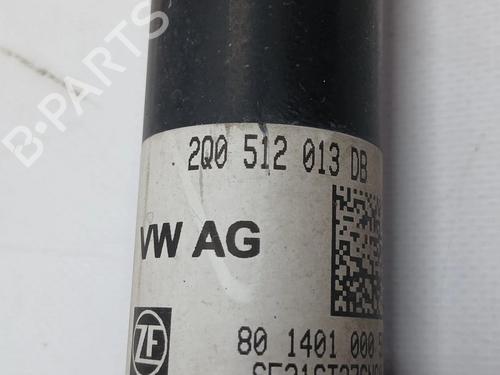 B-PARTS
2Q0 512 013 DB
VW AG
ZF
80 1401 000